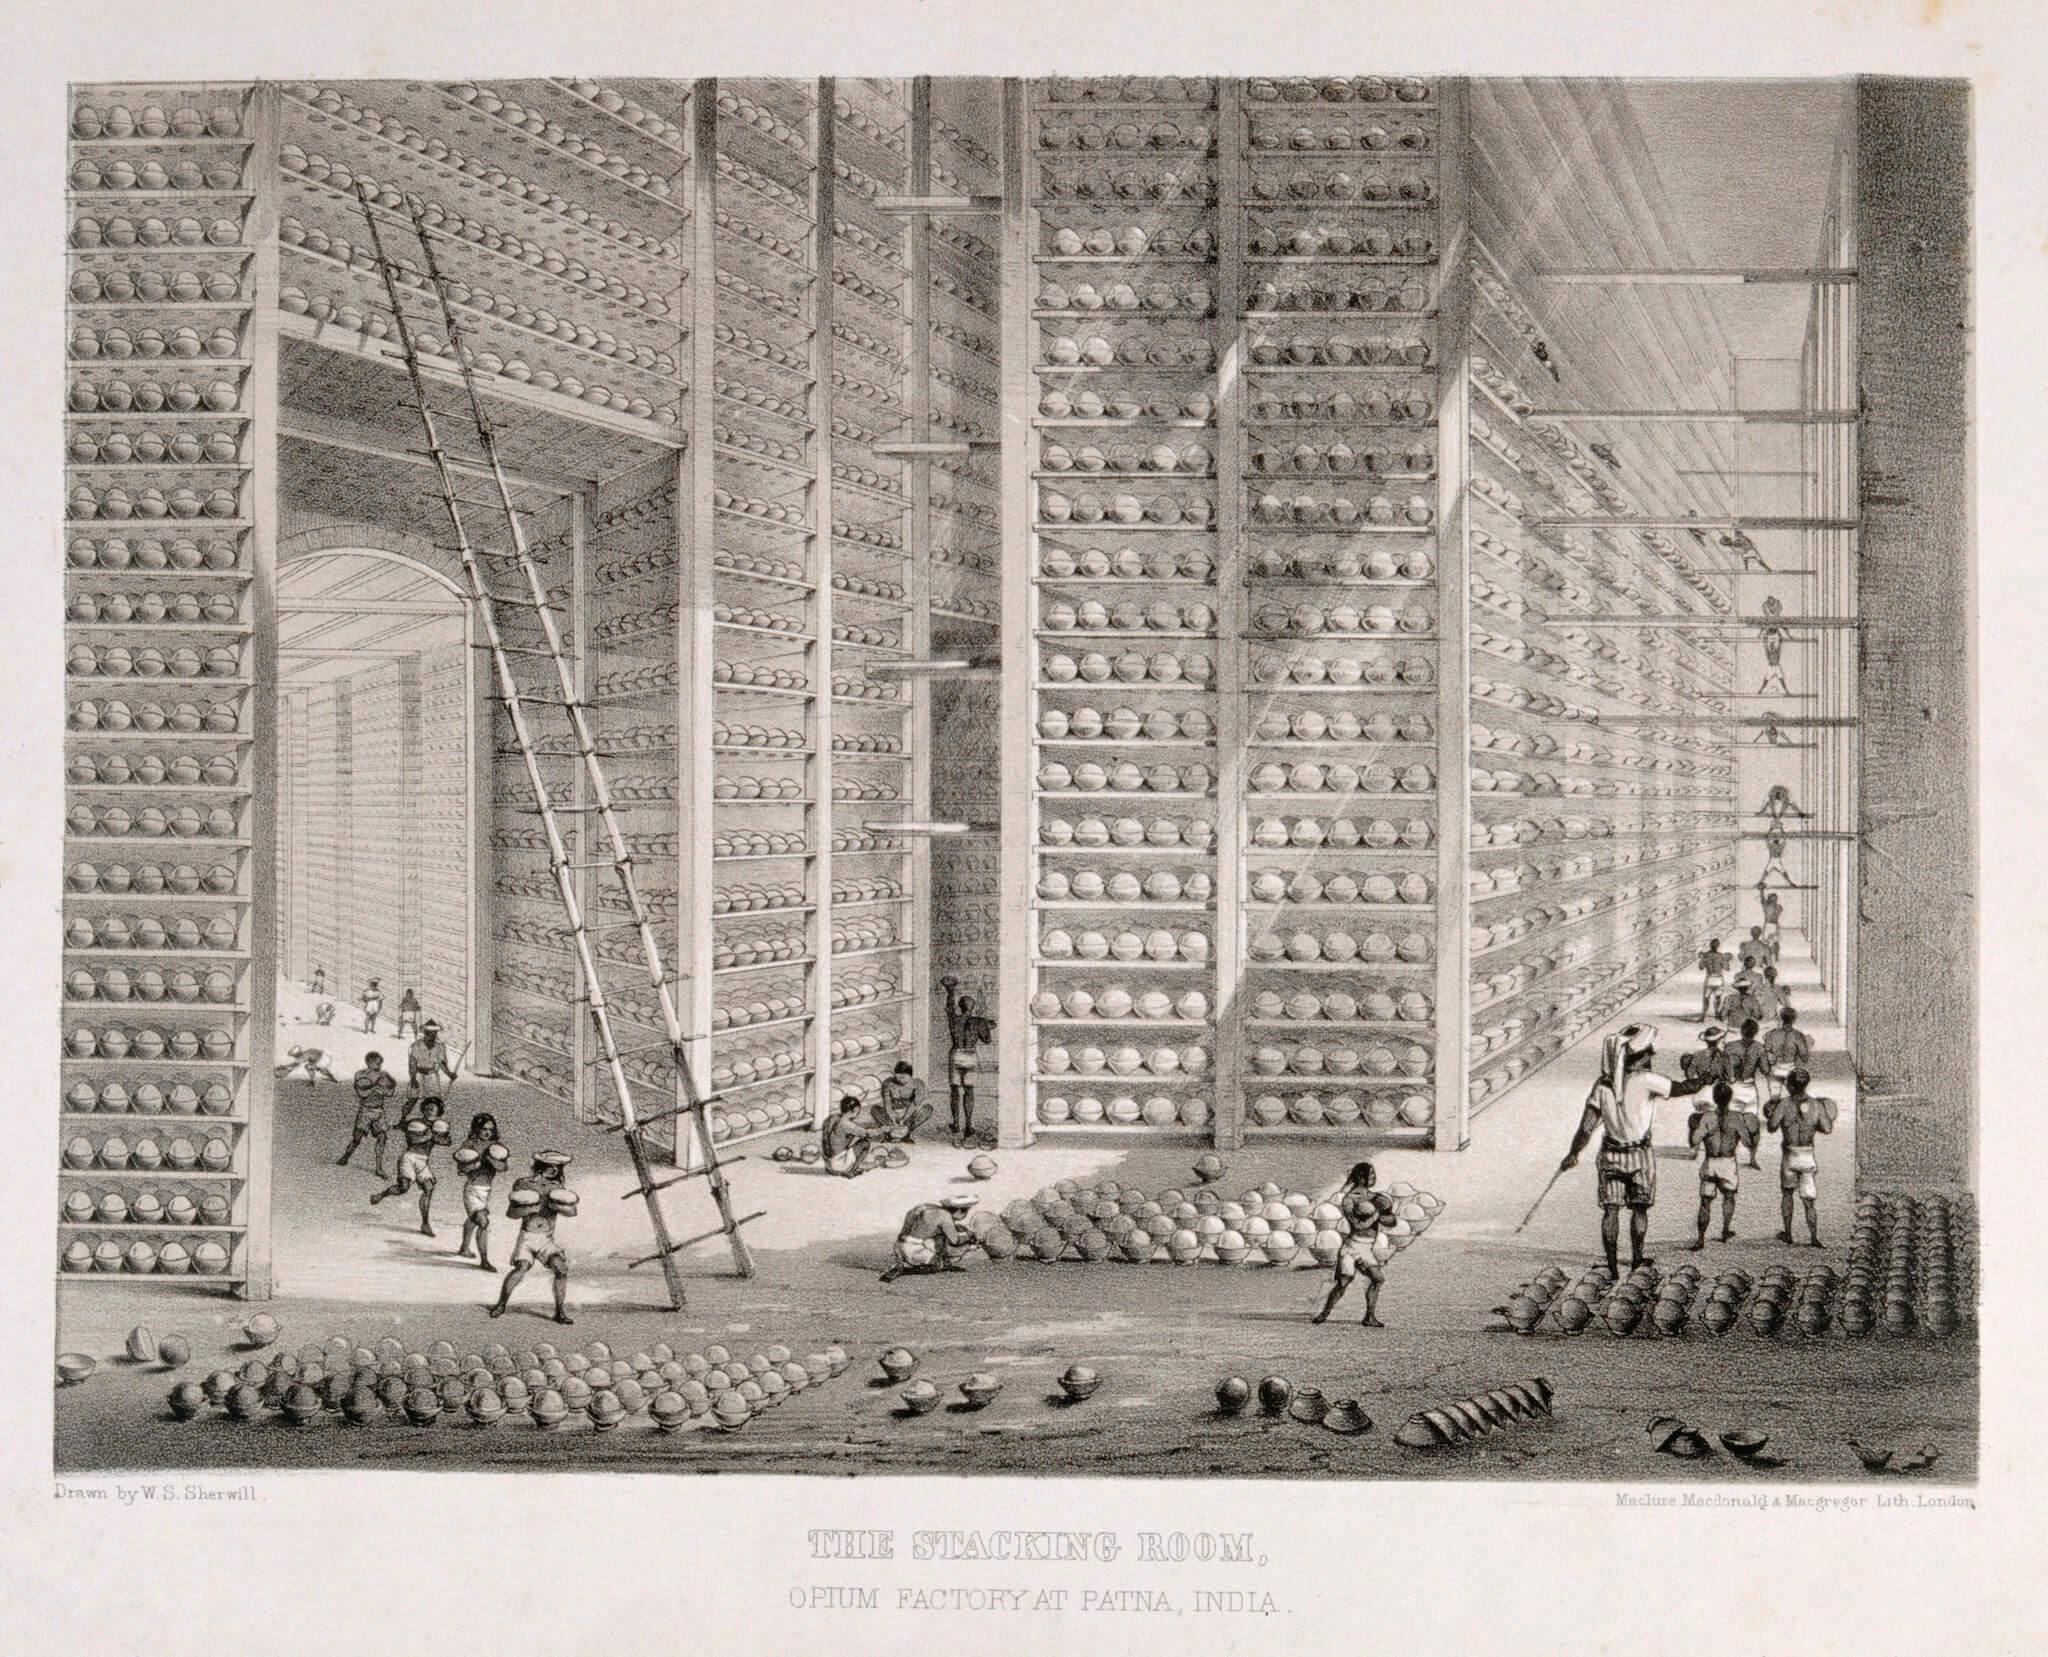 Drawn by W. S. Sherwill.
Maclure Macdonald & Macgregor Lith. London
THE STACKING ROOM,
OPIUM FACTORY AT PATNA, INDIA.